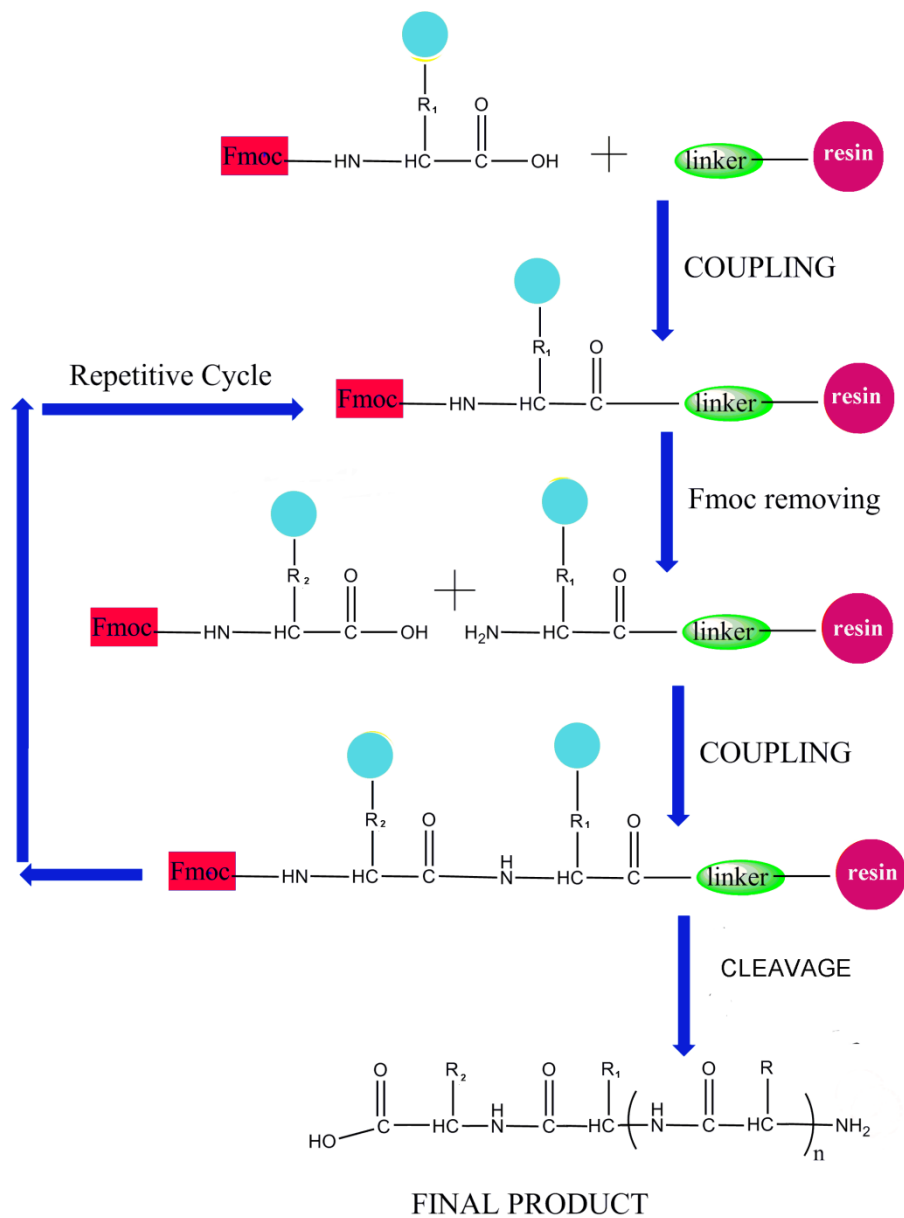 O
R₁
Fmoc HN HC C OH + linker resin
COUPLING
O
R₁
Repetitive Cycle
Fmoc HN HC C linker resin
Fmoc removing
R₂ O + R₁ O
Fmoc HN HC C OH H₂N HC C linker resin
COUPLING
R₂ O R₁ O
Fmoc HN HC C H N HC C linker resin
CLEAVAGE
O R₂ H O R₁ H O R
HO C HC N C HC ( N C HC ) n NH₂
FINAL PRODUCT